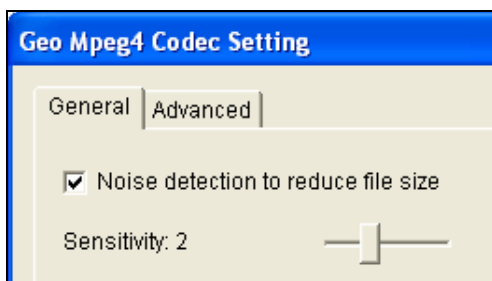 Geo Mpeg4 Codec Setting
General Advanced
Noise detection to reduce file size
Sensitivity: 2